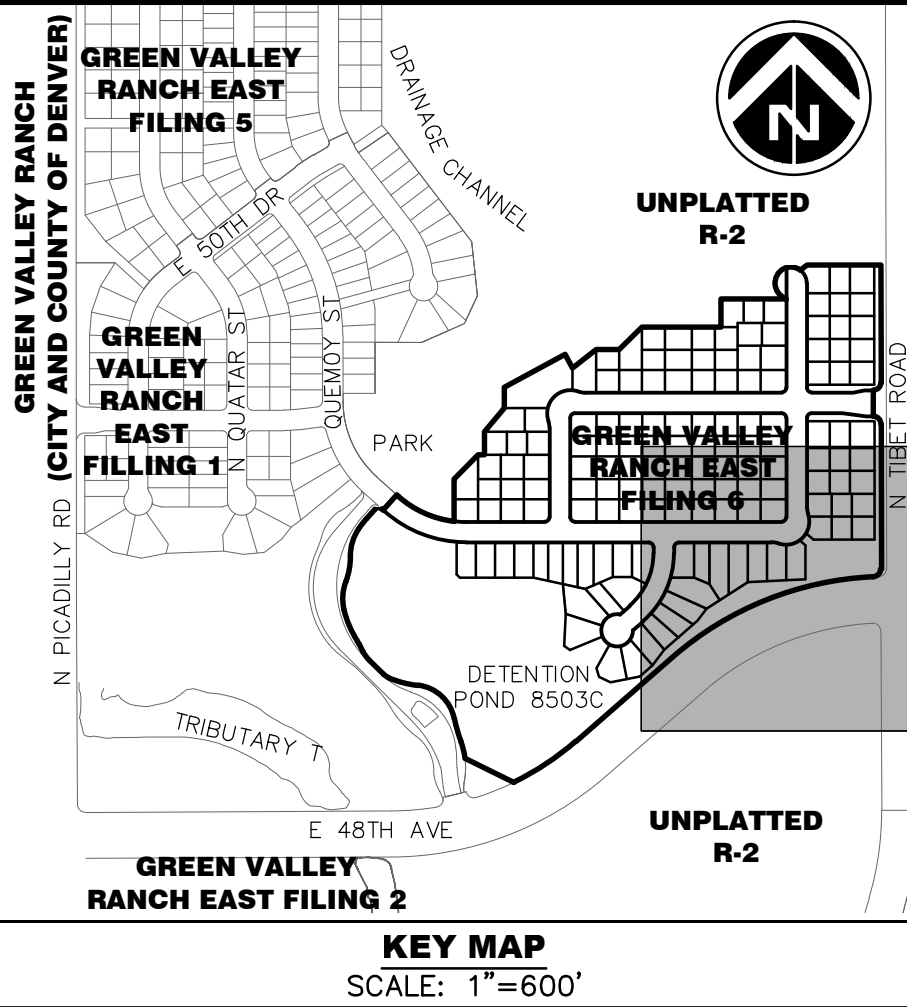 GREEN VALLEY RANCH
(CITY AND COUNTY OF DENVER)
GREEN VALLEY
RANCH EAST
FILING 5
DRAINAGE CHANNEL
N
UNPLATTED
R-2
E 50TH DR
GREEN
VALLEY
RANCH
EAST
FILLING 1
N QUATAR ST
QUEMOY ST
PARK
GREEN VALLEY
RANCH EAST
FILING 6
N TIBET ROAD
N PICADILLY RD
DETENTION
POND 8503C
TRIBUTARY T
E 48TH AVE
UNPLATTED
R-2
GREEN VALLEY
RANCH EAST FILING 2
KEY MAP
SCALE: 1"=600'